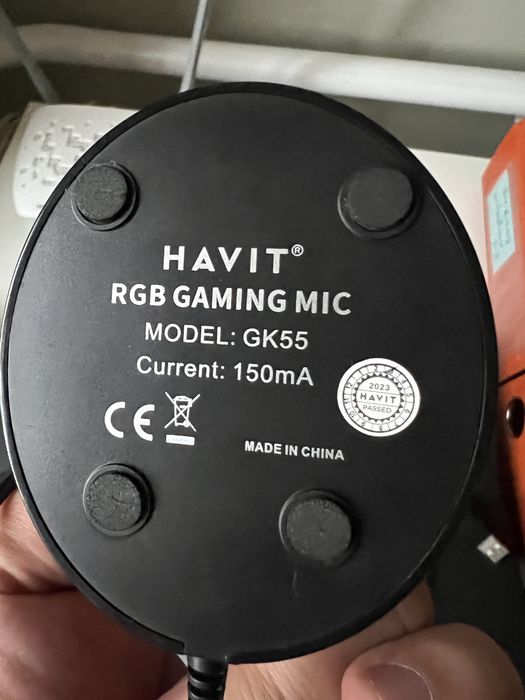 HAVIT®
RGB GAMING MIC
MODEL: GK55
Current: 150mA
2023
HAVIT
PASSED
CE
MADE IN CHINA